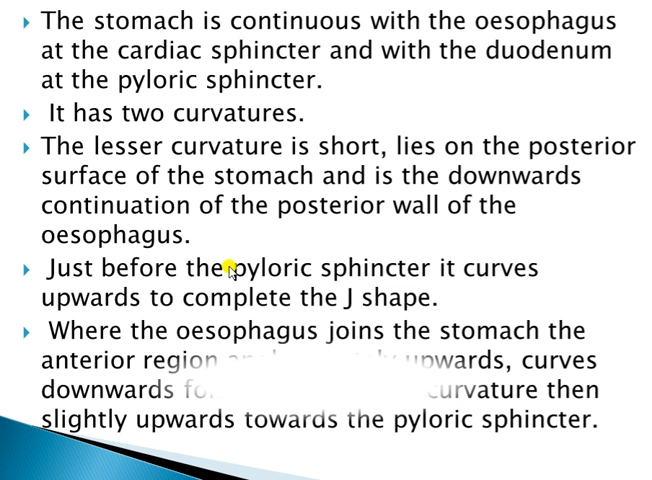 The stomach is continuous with the oesophagus
at the cardiac sphincter and with the duodenum
at the pyloric sphincter.
It has two curvatures.
The lesser curvature is short, lies on the posterior
surface of the stomach and is the downwards
continuation of the posterior wall of the
oesophagus.
Just before the pyloric sphincter it curves
upwards to complete the J shape.
Where the oesophagus joins the stomach the
anterior region upwards, curves
downwards curvature then
slightly upwards towards the pyloric sphincter.